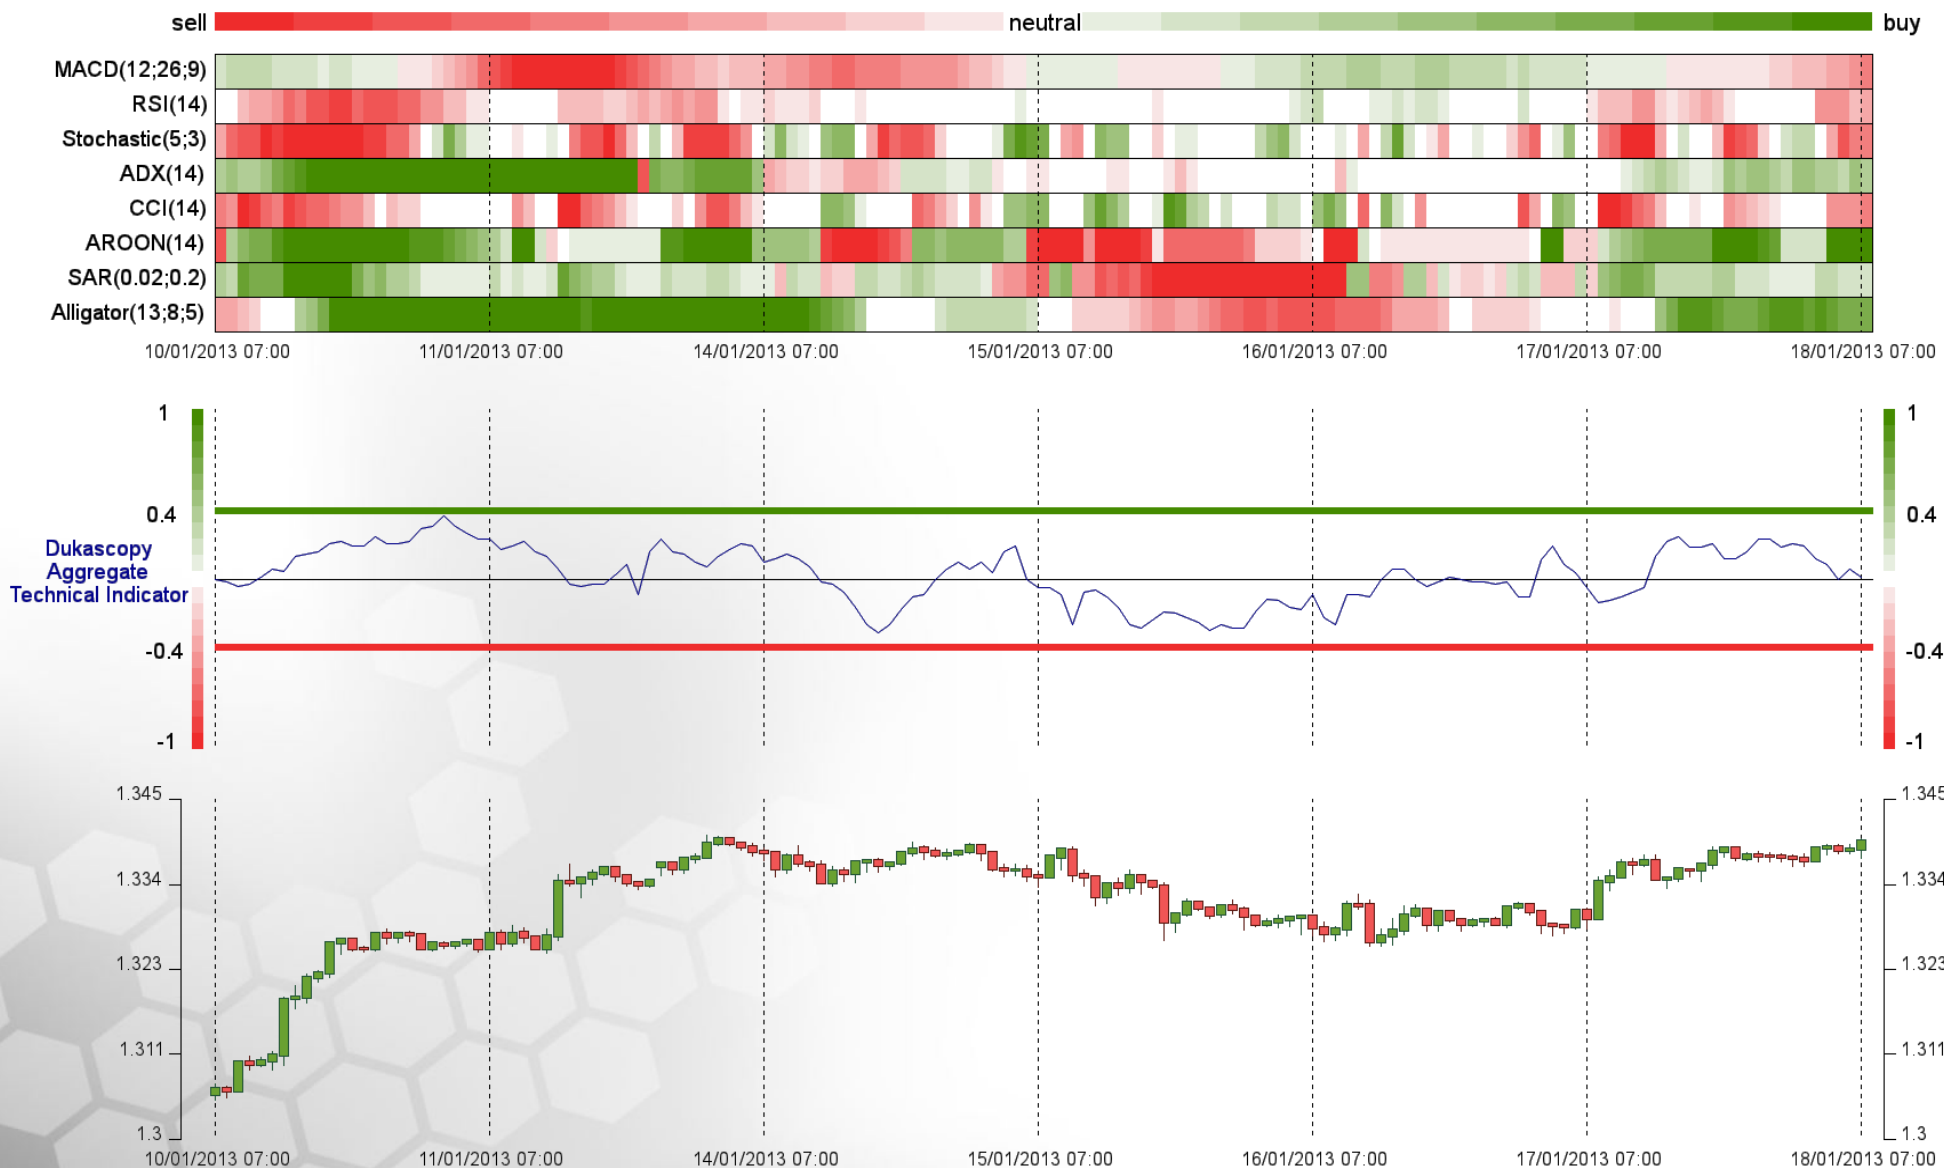 sell neutral buy
MACD(12;26;9)
RSI(14)
Stochastic(5;3)
ADX(14)
CCI(14)
AROON(14)
SAR(0.02;0.2)
Alligator(13;8;5)
10/01/2013 07:00 11/01/2013 07:00 14/01/2013 07:00 15/01/2013 07:00 16/01/2013 07:00 17/01/2013 07:00 18/01/2013 07:00
1 1
0.4 0.4
Dukascopy
Aggregate
Technical Indicator
-0.4 -0.4
-1 -1
1.345 1.345
1.334 1.334
1.323 1.323
1.311 1.311
1.3 1.3
10/01/2013 07:00 11/01/2013 07:00 14/01/2013 07:00 15/01/2013 07:00 16/01/2013 07:00 17/01/2013 07:00 18/01/2013 07:00